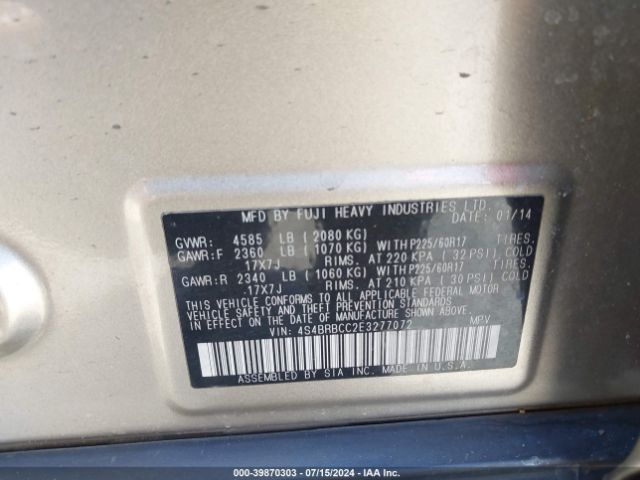 MFD BY FUJI HEAVY INDUSTRIES LTD.
DATE: 01/14
GVWR: 4585 LB ( 2080 KG)
GAWR:F 2360 LB ( 1070 KG) WITH P225/60R17 TIRES.
17X7J RIMS. AT 220 KPA ( 32 PSI) COLD
GAWR:R 2340 LB ( 1060 KG) WITH P225/60R17 TIRES.
-17X7J RIMS. AT 210 KPA ( 30 PSI) COLD
THIS VEHICLE CONFORMS TO ALL APPLICABLE FEDERAL MOTOR
VEHICLE SAFETY AND THEFT PREVENTION STANDARDS
IN EFFECT ON THE DATE OF MANUFACTURE SHOWN ABOVE.
VIN: 4S4BRBCC2E3277072 MPV
ASSEMBLED BY SIA INC. MADE IN U.S.A.
000-39870303 / 07/15/2024 - IAA Inc.